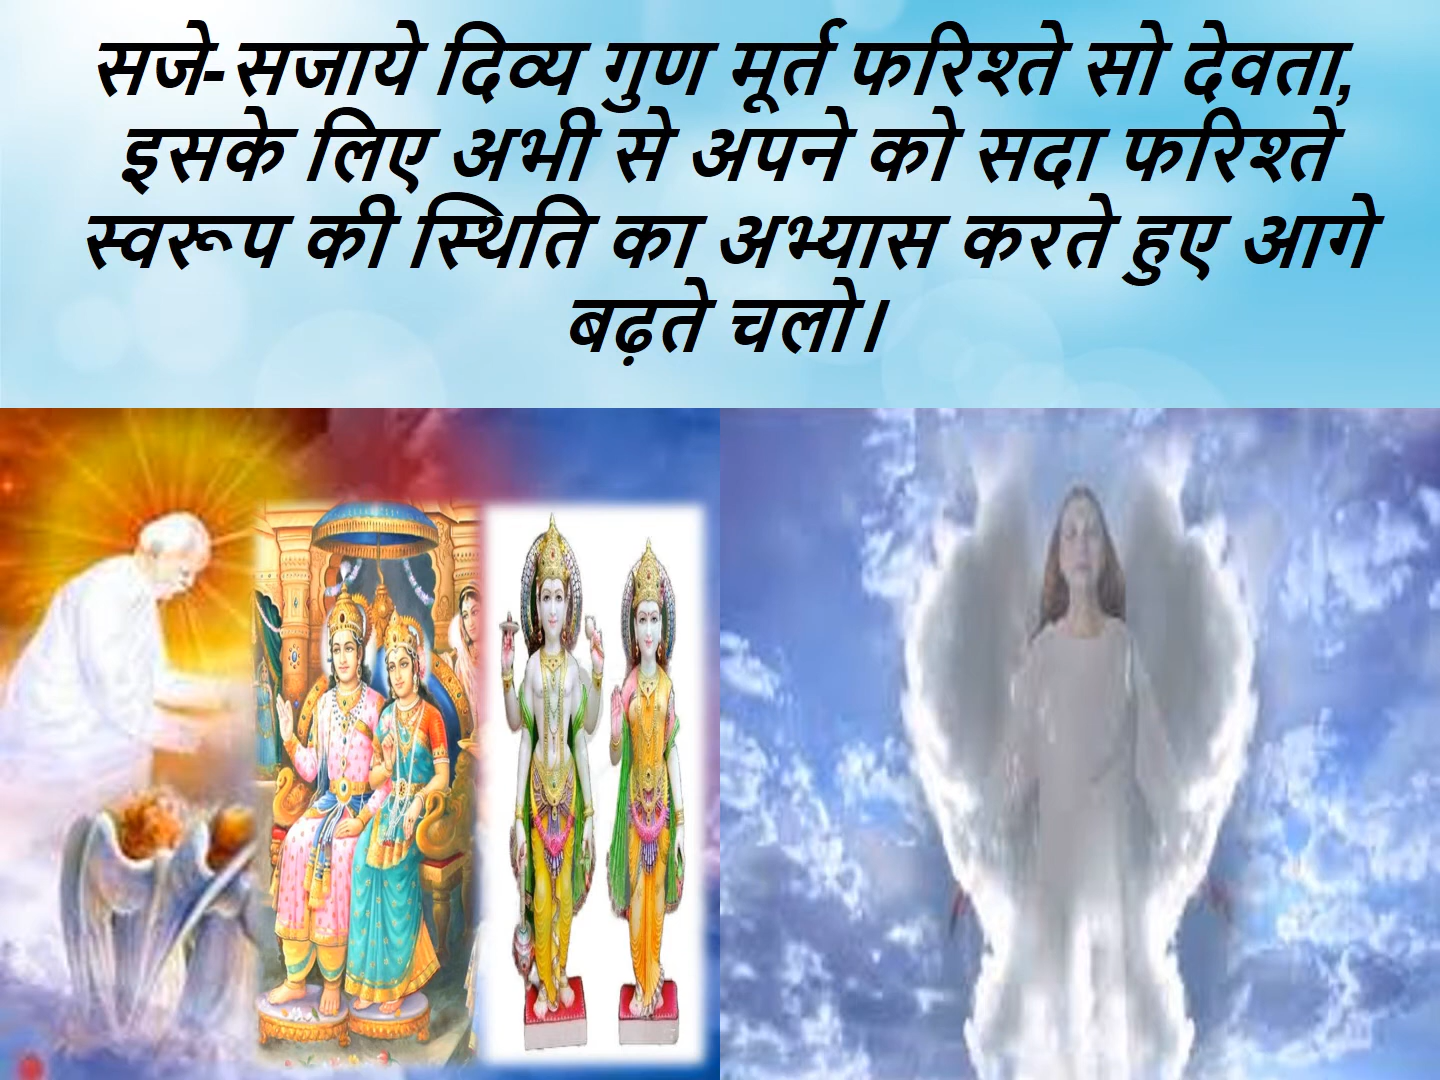 सजे-सजाये दिव्य गुण मूर्त फरिश्ते सो देवता,
इसके लिए अभी से अपने को सदा फरिश्ते
स्वरूप की स्थिति का अभ्यास करते हुए आगे
बढ़ते चलो।